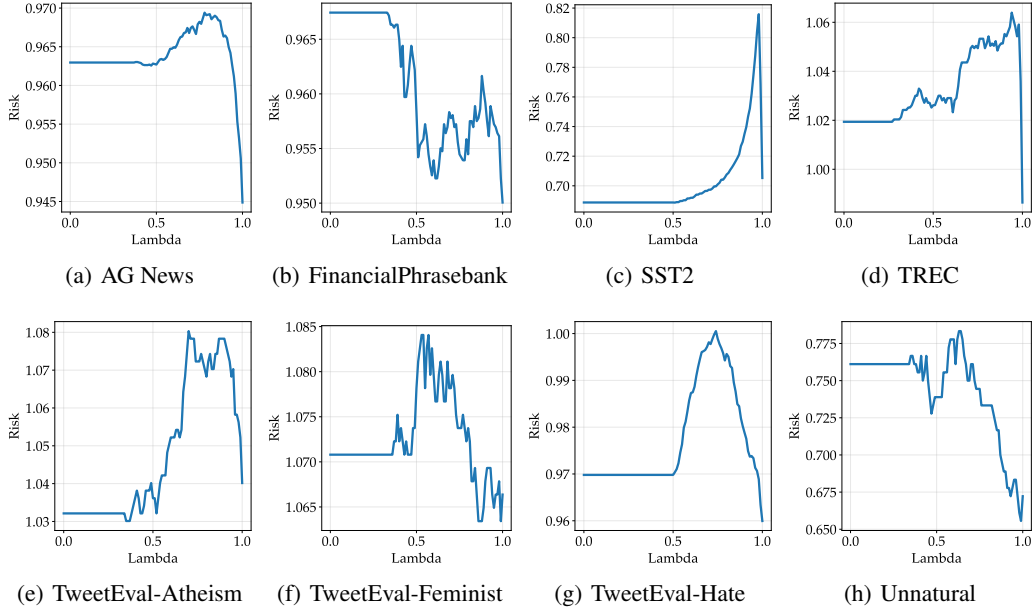 0.970
0.965
0.960
0.955
0.950
0.945
Risk
0.0
0.5
1.0
Lambda
(a) AG News
0.965
0.960
0.955
0.950
Risk
0.0
0.5
1.0
Lambda
(b) FinancialPhrasebank
0.82
0.80
0.78
0.76
0.74
0.72
0.70
Risk
0.0
0.5
1.0
Lambda
(c) SST2
1.06
1.04
1.02
1.00
Risk
0.0
0.5
1.0
Lambda
(d) TREC
1.08
1.07
1.06
1.05
1.04
1.03
Risk
0.0
0.5
1.0
Lambda
(e) TweetEval-Atheism
1.085
1.080
1.075
1.070
1.065
Risk
0.0
0.5
1.0
Lambda
(f) TweetEval-Feminist
1.00
0.99
0.98
0.97
0.96
Risk
0.0
0.5
1.0
Lambda
(g) TweetEval-Hate
0.775
0.750
0.725
0.700
0.675
0.650
Risk
0.0
0.5
1.0
Lambda
(h) Unnatural